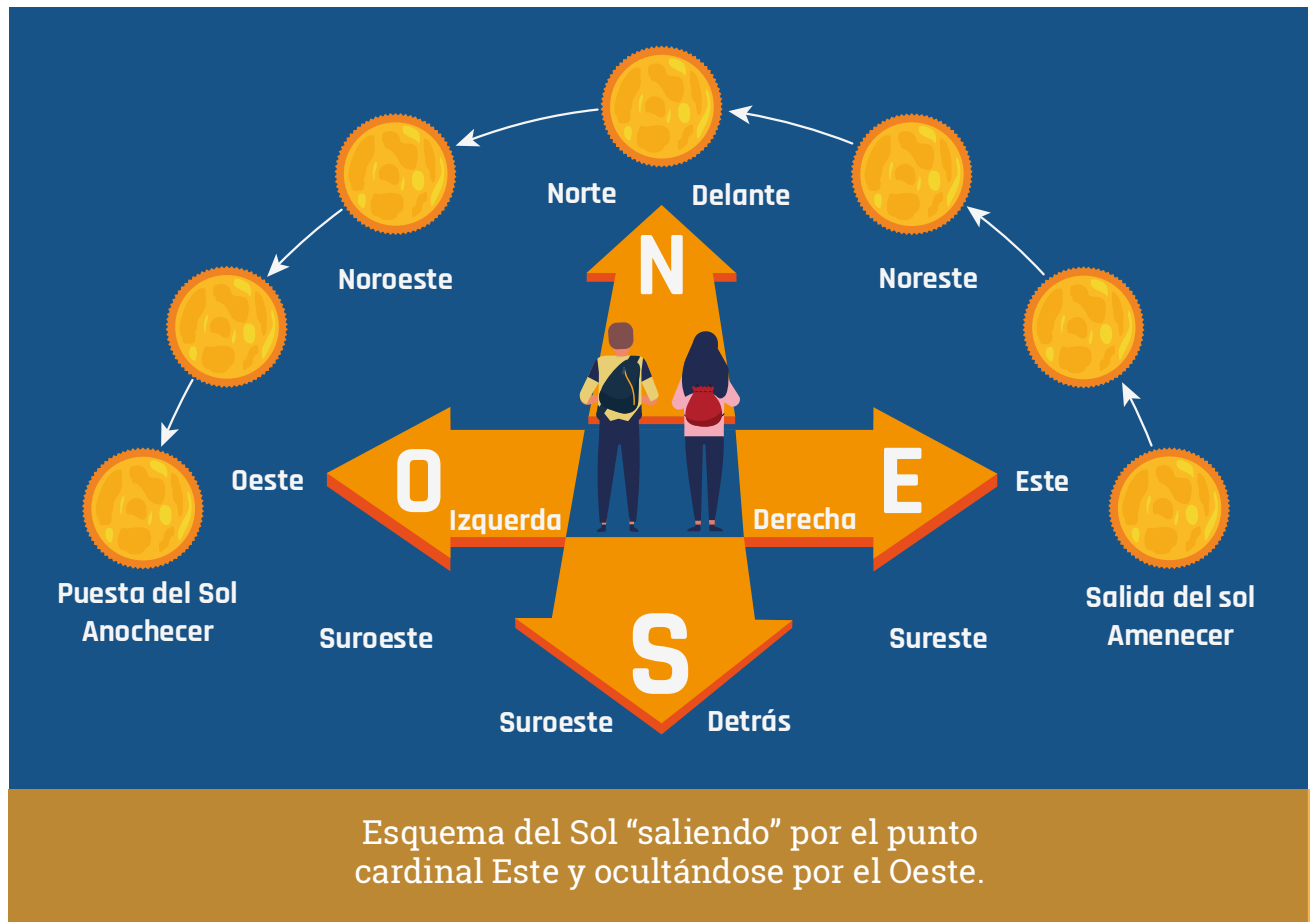 Norte
Delante
N
Noroeste
Noreste
Oeste
O
Izquerda
Derecha
E
Este
Puesta del Sol
Anochecer
Salida del sol
Amenecer
Suroeste
Sureste
S
Suroeste
Detrás
Esquema del Sol “saliendo” por el punto
cardinal Este y ocultándose por el Oeste.